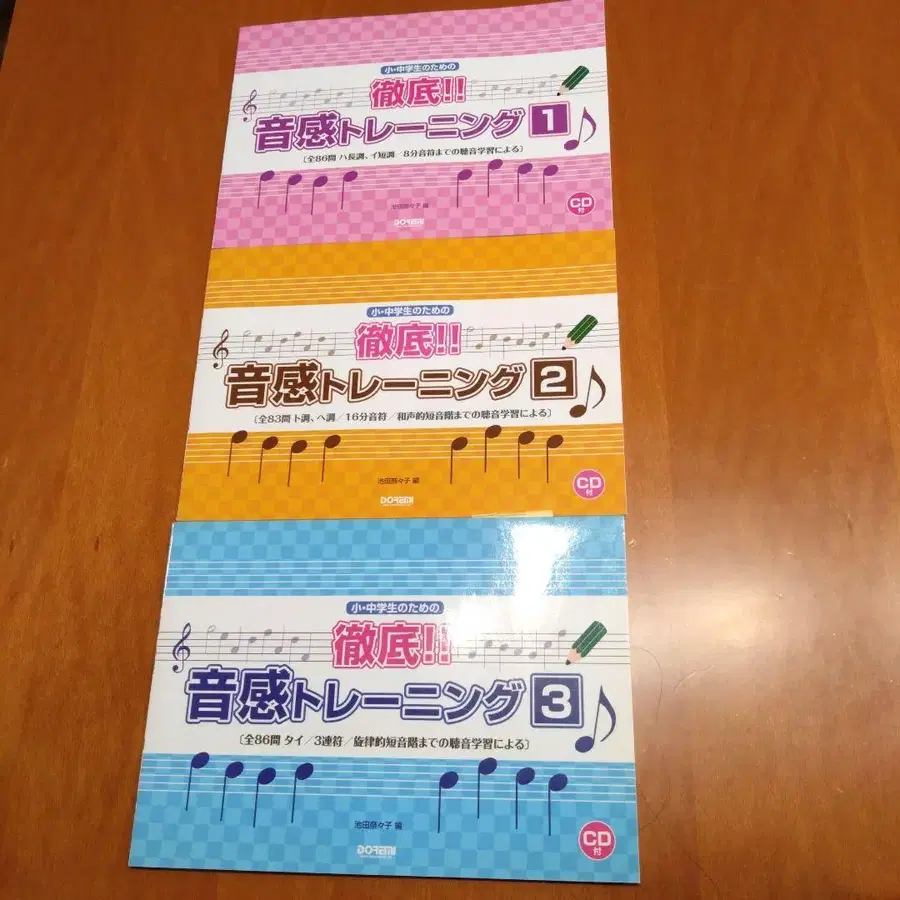 小・中学生のための
徹底!!
音感トレーニング 1
〔全86問 ハ長調、イ短調/8分音符までの聴音学習による〕
池田奈々子 編
CD付
DOREMI
小・中学生のための
徹底!!
音感トレーニング 2
〔全83問 ト調、ヘ調/16分音符/和声的短音階までの聴音学習による〕
池田奈々子 編
CD付
DOREMI
小・中学生のための
徹底!!
音感トレーニング 3
〔全86問 タイ/3連符/旋律的短音階までの聴音学習による〕
池田奈々子 編
CD付
DOREMI